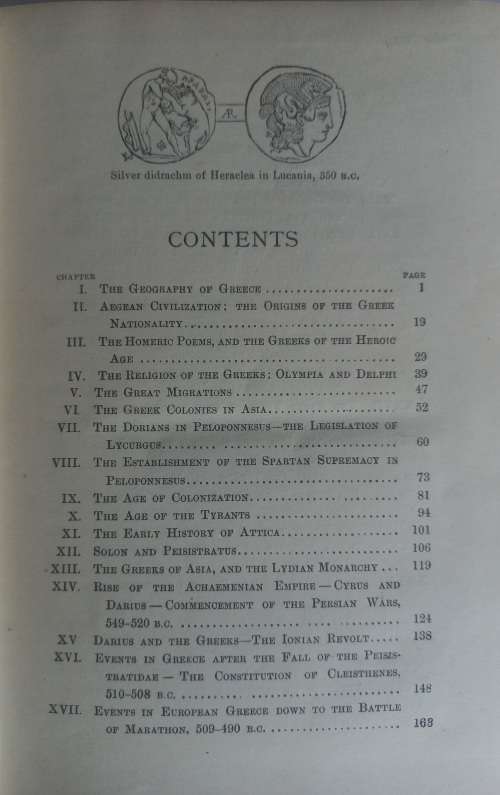 ΑΡ
Silver didrachm of Heraclea in Lucania, 350 B.C.
CONTENTS
CHAPTER PAGE
I. THE GEOGRAPHY OF GREECE .................... 1
II. AEGEAN CIVILIZATION: THE ORIGINS OF THE GREEK
NATIONALITY ................................. 19
III. THE HOMERIC POEMS, AND THE GREEKS OF THE HEROIC
AGE ........................................ 29
IV. THE RELIGION OF THE GREEKS: OLYMPIA AND DELPHI 39
V. THE GREAT MIGRATIONS ......................... 47
VI. THE GREEK COLONIES IN ASIA.................... 52
VII. THE DORIANS IN PELOPONNESUS—THE LEGISLATION OF
LYCURGUS......... ........................... 60
VIII. THE ESTABLISHMENT OF THE SPARTAN SUPREMACY IN
PELOPONNESUS................................. 73
IX. THE AGE OF COLONIZATION....................... 81
X. THE AGE OF THE TYRANTS ...................... 94
XI. THE EARLY HISTORY OF ATTICA.................. 101
XII. SOLON AND PEISISTRATUS......................... 106
XIII. THE GREEKS OF ASIA, AND THE LYDIAN MONARCHY ... 119
XIV. RISE OF THE ACHAEMENIAN EMPIRE—CYRUS AND
DARIUS—COMMENCEMENT OF THE PERSIAN WARS,
549-520 B.C. ..................... .... ............ 124
XV DARIUS AND THE GREEKS—THE IONIAN REVOLT..... 138
XVI. EVENTS IN GREECE AFTER THE FALL OF THE PEISIS-
TRATIDAE — THE CONSTITUTION OF CLEISTHENES,
510-508 B.C. ......... ....................... 148
XVII. EVENTS IN EUROPEAN GREECE DOWN TO THE BATTLE
OF MARATHON, 509-490 B.C. .................... 163